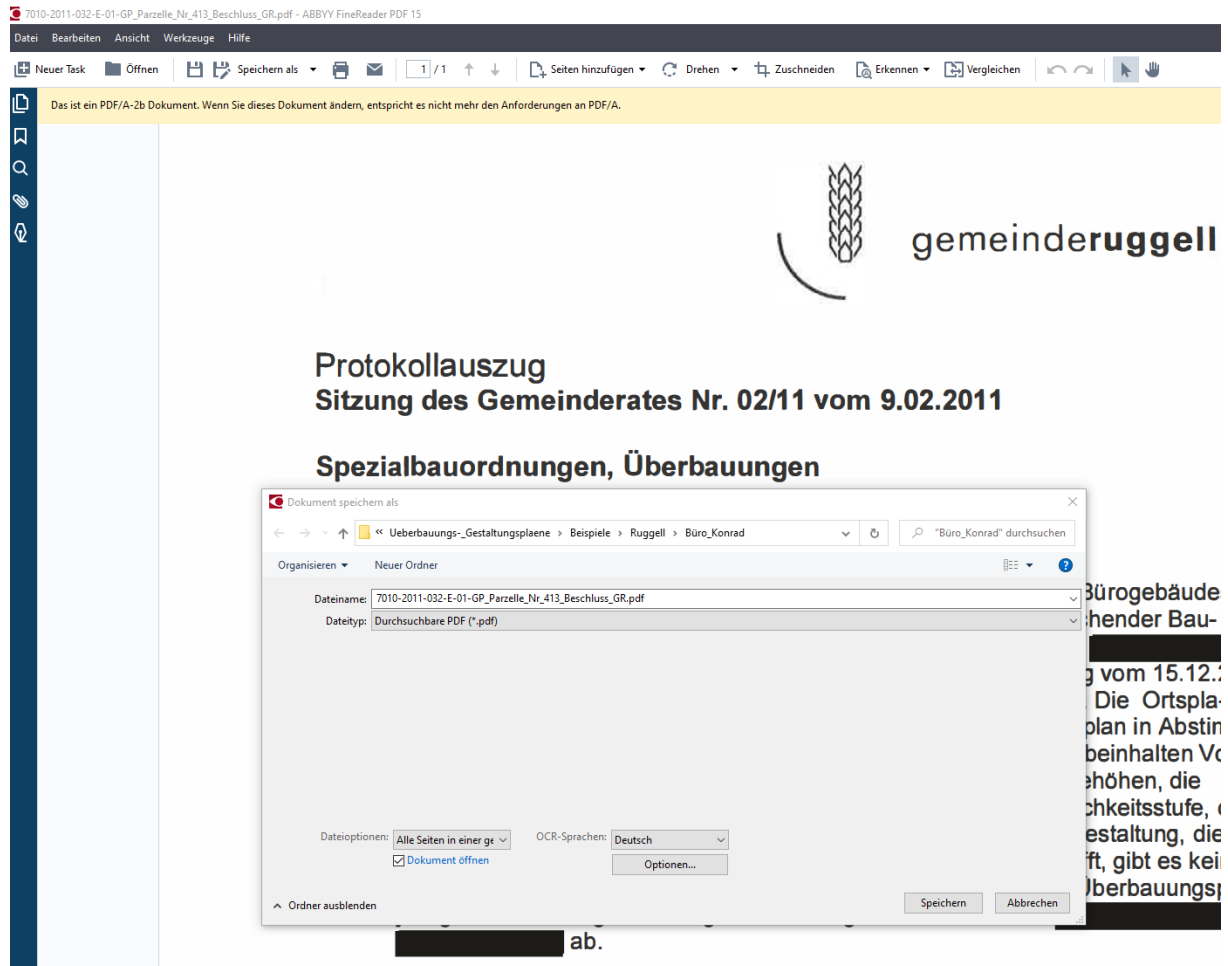 7010-2011-032-E-01-GP_Parzelle_Nr_413_Beschluss_GR.pdf - ABBYY FineReader PDF 15
Datei Bearbeiten Ansicht Werkzeuge Hilfe
Neuer Task Öffnen Speichern als 1 / 1 Seiten hinzufügen Drehen Zuschneiden Erkennen Vergleichen
Das ist ein PDF/A-2b Dokument. Wenn Sie dieses Dokument ändern, entspricht es nicht mehr den Anforderungen an PDF/A.
gemeinderuggell
Protokollauszug
Sitzung des Gemeinderates Nr. 02/11 vom 9.02.2011
Spezialbauordnungen, Überbauungen
Dokument speichern als
« Ueberbauungs-_Gestaltungsplaene > Beispiele > Ruggell > Büro_Konrad "Büro_Konrad" durchsuchen
Organisieren Neuer Ordner
Dateiname: 7010-2011-032-E-01-GP_Parzelle_Nr_413_Beschluss_GR.pdf
Dateityp: Durchsuchbare PDF (*.pdf)
Dateioptionen: Alle Seiten in einer ge OCR-Sprachen: Deutsch
Dokument öffnen Optionen...
Ordner ausblenden Speichern Abbrechen
Bürogebäude
chender Bau-
g vom 15.12.
. Die Ortspla-
plan in Abstin
beinhalten Vo
ehöhen, die
chkeitsstufe,
estaltung, die
fft, gibt es kei
Überbauungsp
ab.